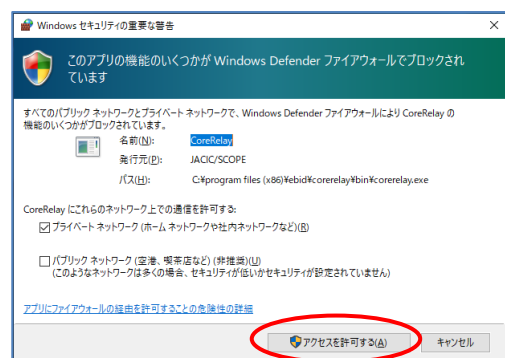 Windows セキュリティの重要な警告
このアプリの機能のいくつかが Windows Defender ファイアウォールでブロックされ
ています
すべてのパブリック ネットワークとプライベート ネットワークで、Windows Defender ファイアウォールにより CoreRelay の
機能のいくつかがブロックされています。
名前(N): CoreRelay
発行元(P): JACIC/SCOPE
パス(H): C:¥program files (x86)¥ebid¥corerelay¥bin¥corerelay.exe
CoreRelay にこれらのネットワーク上での通信を許可する:
プライベート ネットワーク (ホーム ネットワークや社内ネットワークなど)(R)
パブリック ネットワーク (空港、喫茶店など) (非推奨)(U)
(このようなネットワークは多くの場合、セキュリティが低いかセキュリティが設定されていません)
アプリにファイアウォールの経由を許可することの危険性の詳細
アクセスを許可する(A) キャンセル